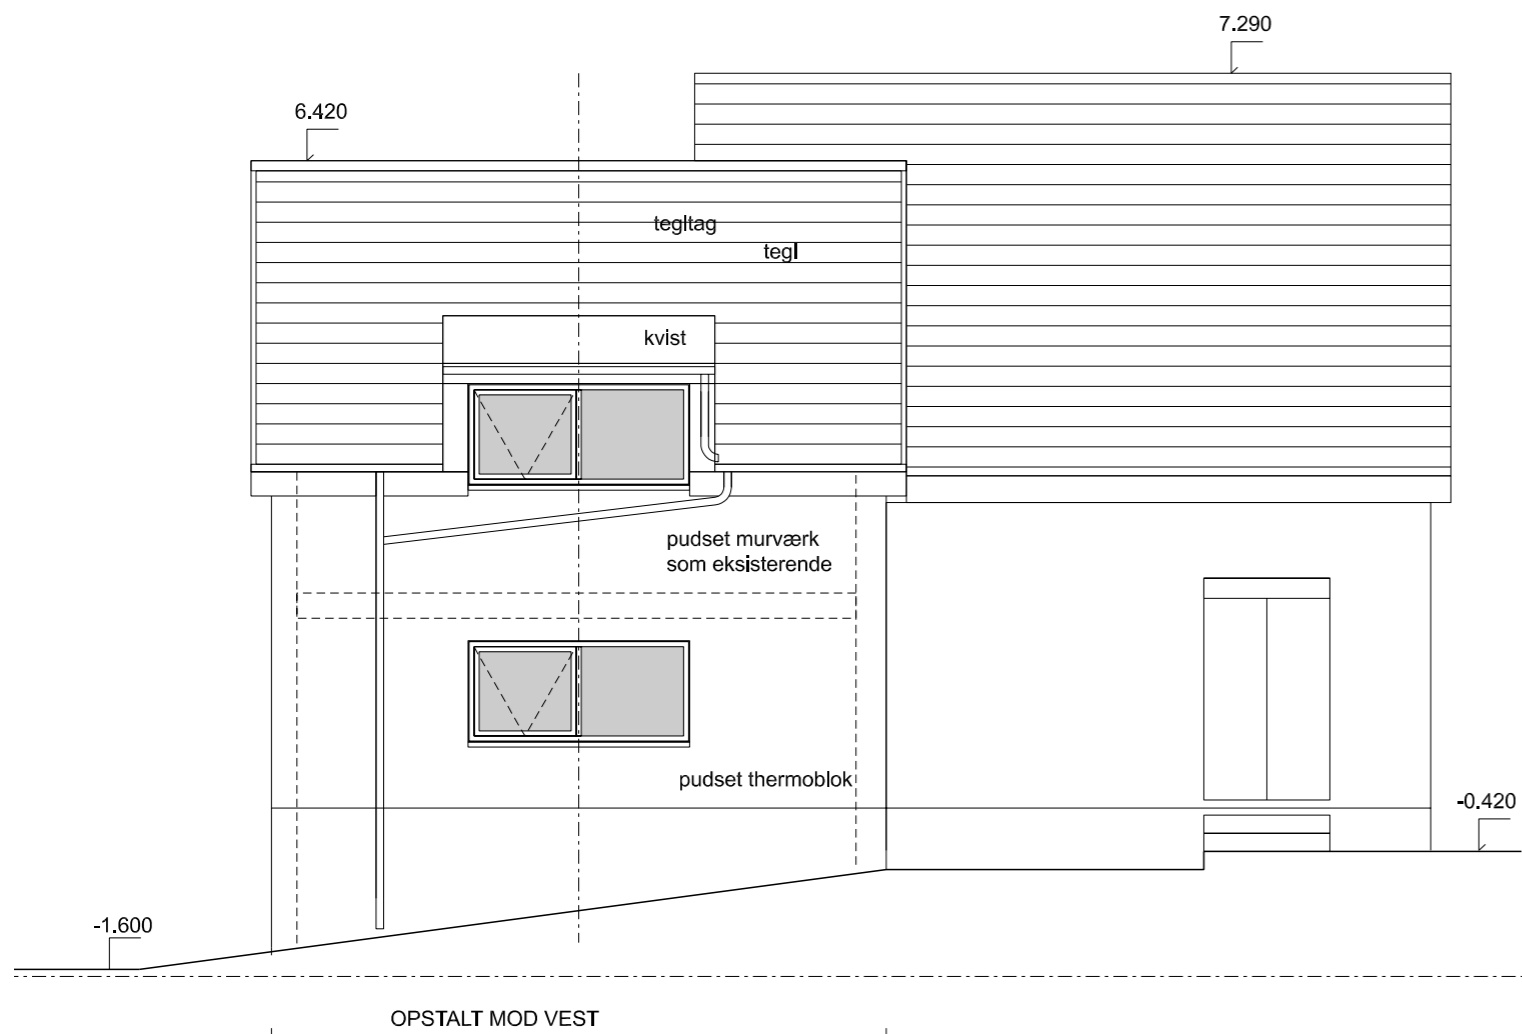 7.290
6.420
tegltag
tegl
kvist
pudset murværk
som eksisterende
pudset thermoblok
-0.420
-1.600
OPSTALT MOD VEST